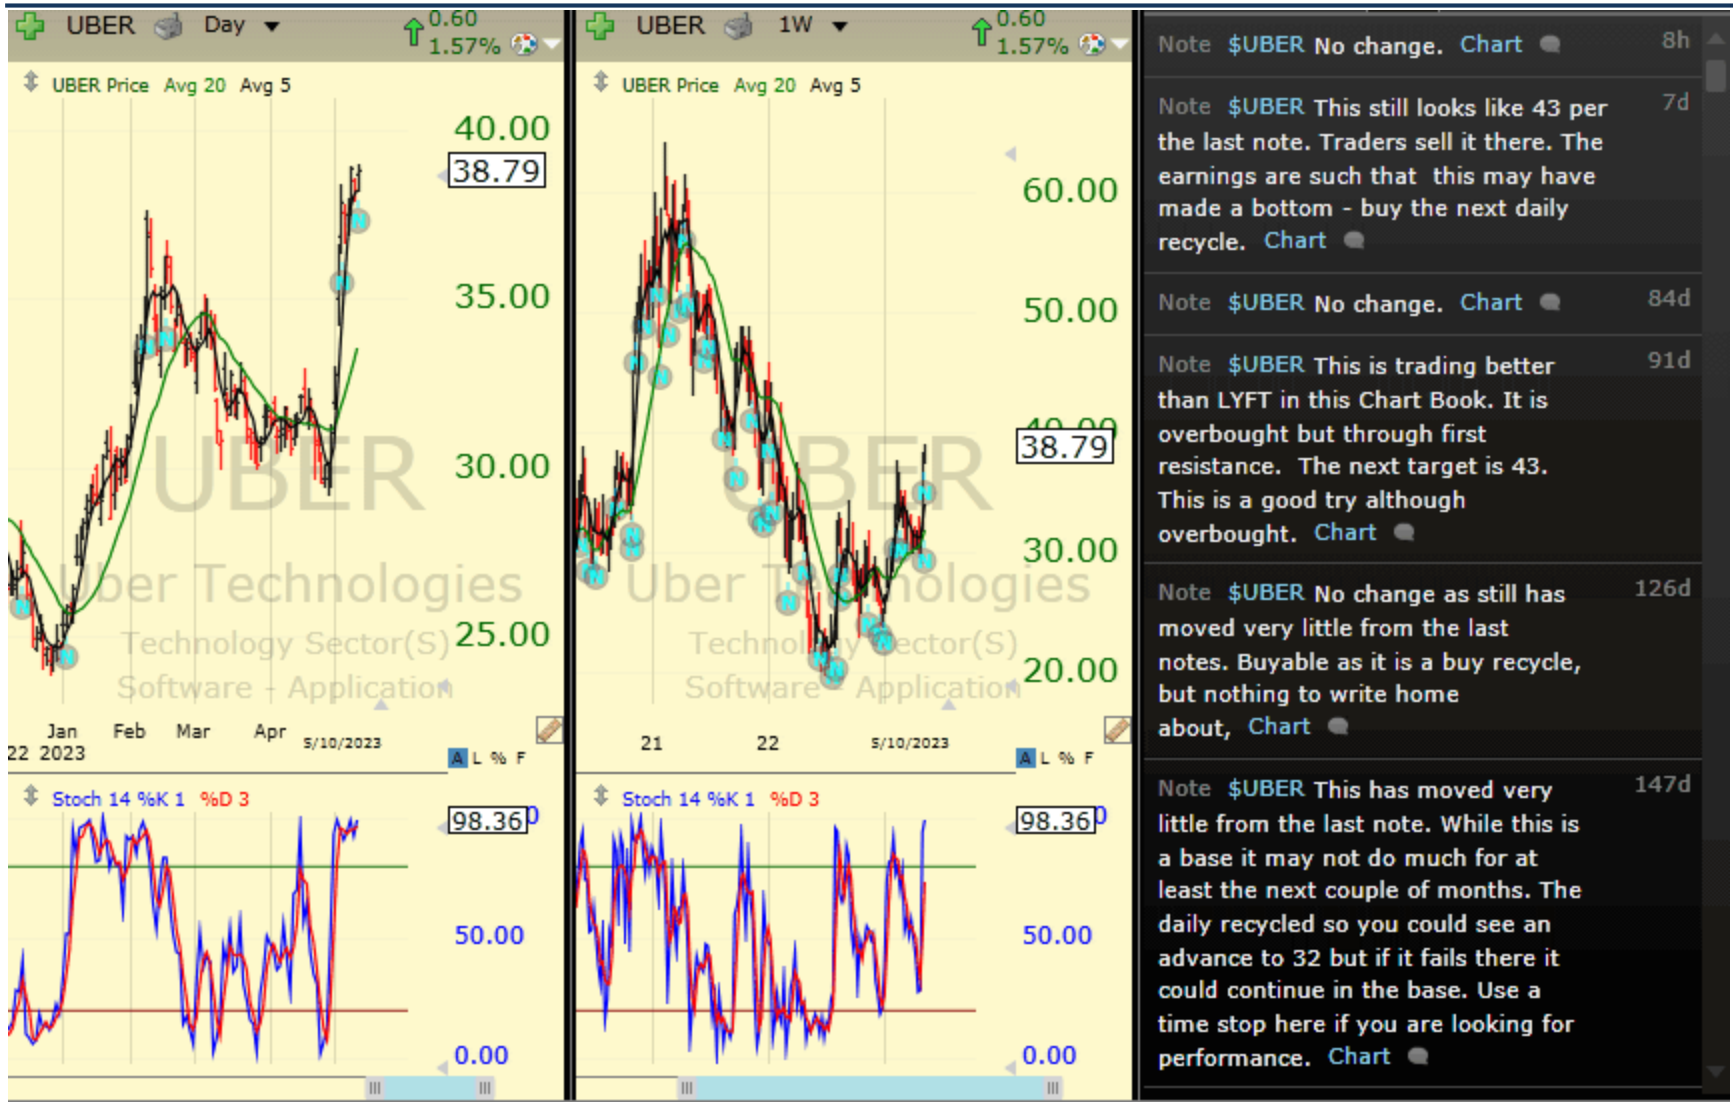 UBER Day 0.60
1.57%
UBER Price Avg 20 Avg 5
40.00
38.79
35.00
30.00
25.00
UBER
Uber Technologies
Technology Sector(S)
Software - Application
N
N
N
N
N
N
Jan Feb Mar Apr 5/10/2023
22 2023
A L % F
Stoch 14 %K 1 %D 3
98.36 0
50.00
0.00
UBER 1W 0.60
1.57%
UBER Price Avg 20 Avg 5
60.00
50.00
40.00
38.79
30.00
20.00
UBER
Uber Technologies
Technology Sector(S)
Software - Application
21 22 5/10/2023
A L % F
Stoch 14 %K 1 %D 3
98.36 0
50.00
0.00
Note $UBER No change. Chart 8h
Note $UBER This still looks like 43 per 7d
the last note. Traders sell it there. The
earnings are such that this may have
made a bottom - buy the next daily
recycle. Chart
Note $UBER No change. Chart 84d
Note $UBER This is trading better 91d
than LYFT in this Chart Book. It is
overbought but through first
resistance. The next target is 43.
This is a good try although
overbought. Chart
Note $UBER No change as still has 126d
moved very little from the last
notes. Buyable as it is a buy recycle,
but nothing to write home
about, Chart
Note $UBER This has moved very 147d
little from the last note. While this is
a base it may not do much for at
least the next couple of months. The
daily recycled so you could see an
advance to 32 but if it fails there it
could continue in the base. Use a
time stop here if you are looking for
performance. Chart